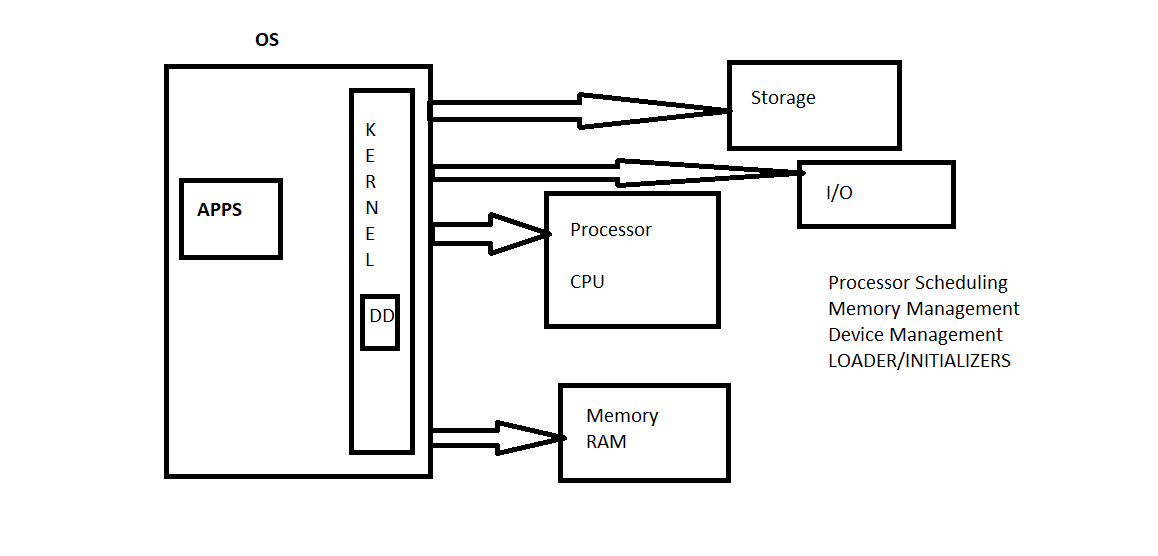 OS
APPS
K
E
R
N
E
L
DD
Storage
I/O
Processor
CPU
Memory
RAM
Processor Scheduling
Memory Management
Device Management
LOADER/INITIALIZERS